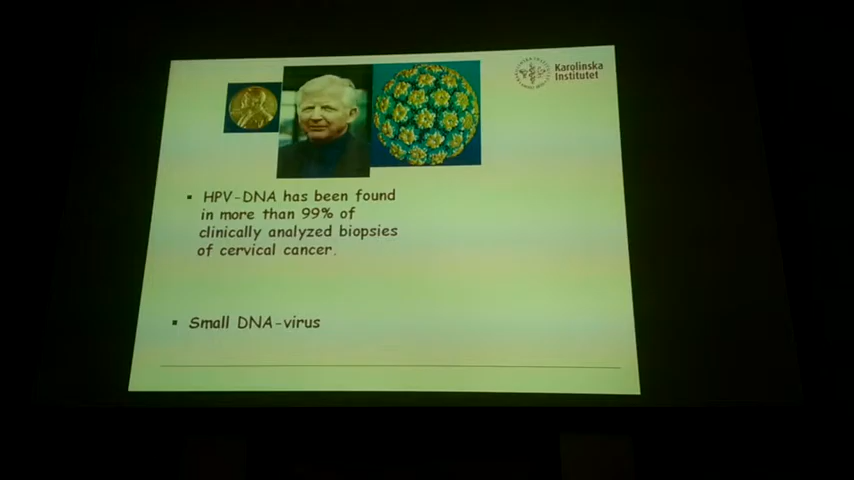 Karolinska
Institutet
▪ HPV-DNA has been found
in more than 99% of
clinically analyzed biopsies
of cervical cancer.
▪ Small DNA-virus